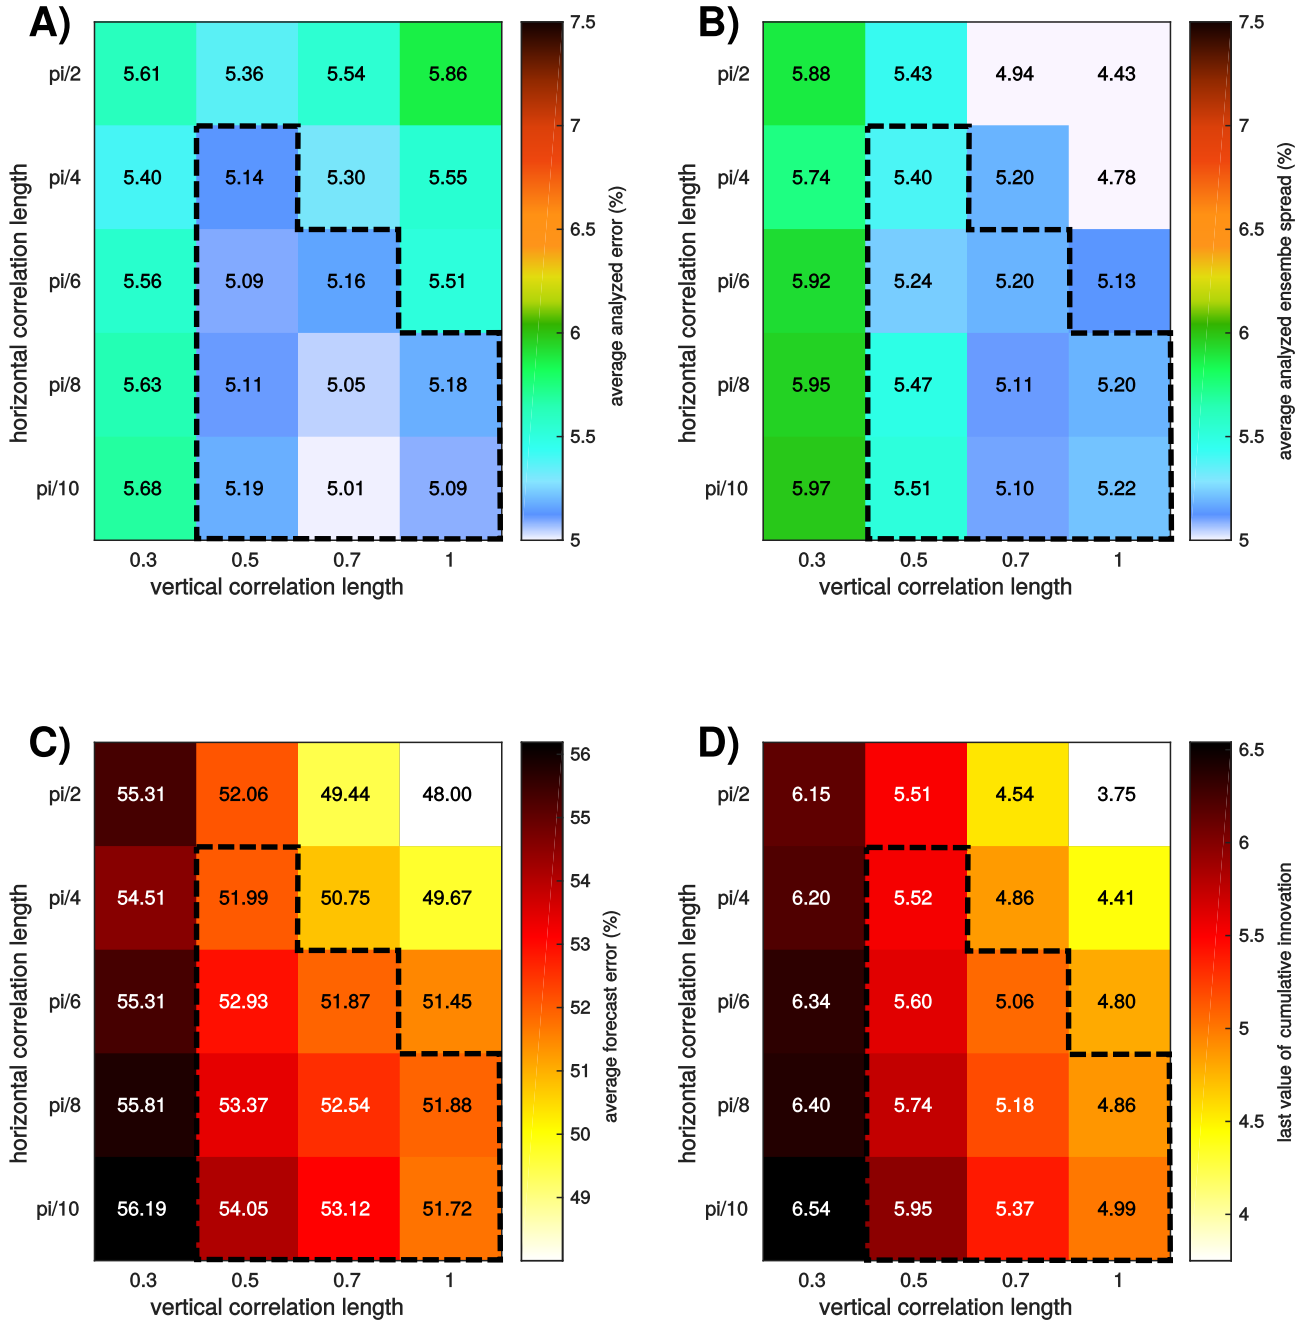 A)
pi/2 5.61 5.36 5.54 5.86
pi/4 5.40 5.14 5.30 5.55
pi/6 5.56 5.09 5.16 5.51
pi/8 5.63 5.11 5.05 5.18
pi/10 5.68 5.19 5.01 5.09
0.3 0.5 0.7 1
vertical correlation length
horizontal correlation length
7.5
7
6.5
6
5.5
5
average analyzed error (%)
B)
pi/2 5.88 5.43 4.94 4.43
pi/4 5.74 5.40 5.20 4.78
pi/6 5.92 5.24 5.20 5.13
pi/8 5.95 5.47 5.11 5.20
pi/10 5.97 5.51 5.10 5.22
0.3 0.5 0.7 1
vertical correlation length
horizontal correlation length
7.5
7
6.5
6
5.5
5
average analyzed ensembe spread (%)
C)
pi/2 55.31 52.06 49.44 48.00
pi/4 54.51 51.99 50.75 49.67
pi/6 55.31 52.93 51.87 51.45
pi/8 55.81 53.37 52.54 51.88
pi/10 56.19 54.05 53.12 51.72
0.3 0.5 0.7 1
vertical correlation length
horizontal correlation length
56
55
54
53
52
51
50
49
average forecast error (%)
D)
pi/2 6.15 5.51 4.54 3.75
pi/4 6.20 5.52 4.86 4.41
pi/6 6.34 5.60 5.06 4.80
pi/8 6.40 5.74 5.18 4.86
pi/10 6.54 5.95 5.37 4.99
0.3 0.5 0.7 1
vertical correlation length
horizontal correlation length
6.5
6
5.5
5
4.5
4
last value of cumulative innovation